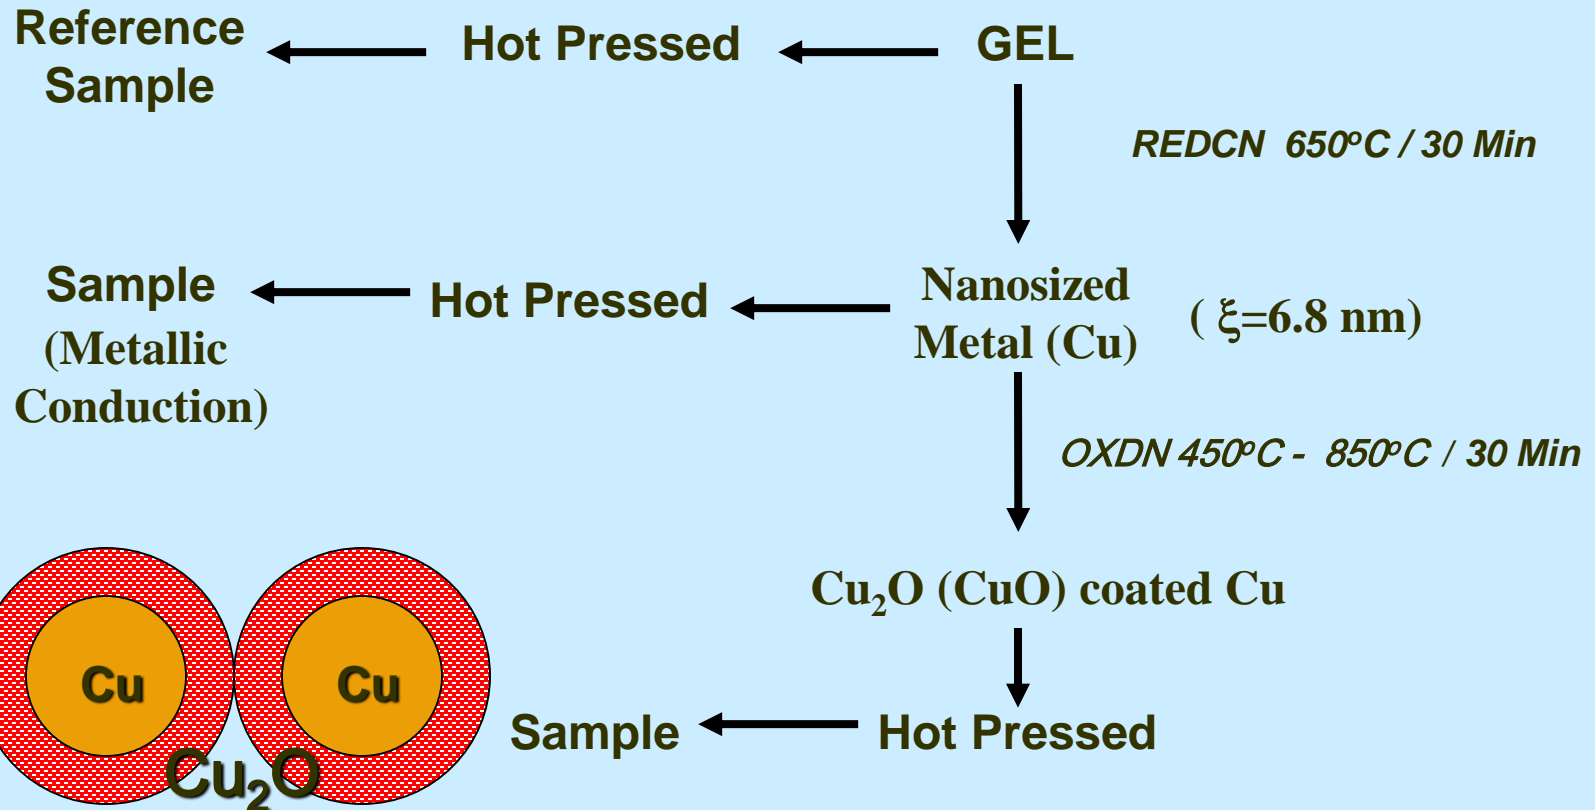 Reference Sample
Hot Pressed
GEL
REDCN 650°C / 30 Min
Sample
(Metallic
Conduction)
Hot Pressed
Nanosized
Metal (Cu)
( ξ=6.8 nm)
OXDN 450°C - 850°C / 30 Min
Cu₂O (CuO) coated Cu
Cu
Cu
Cu₂O
Sample
Hot Pressed